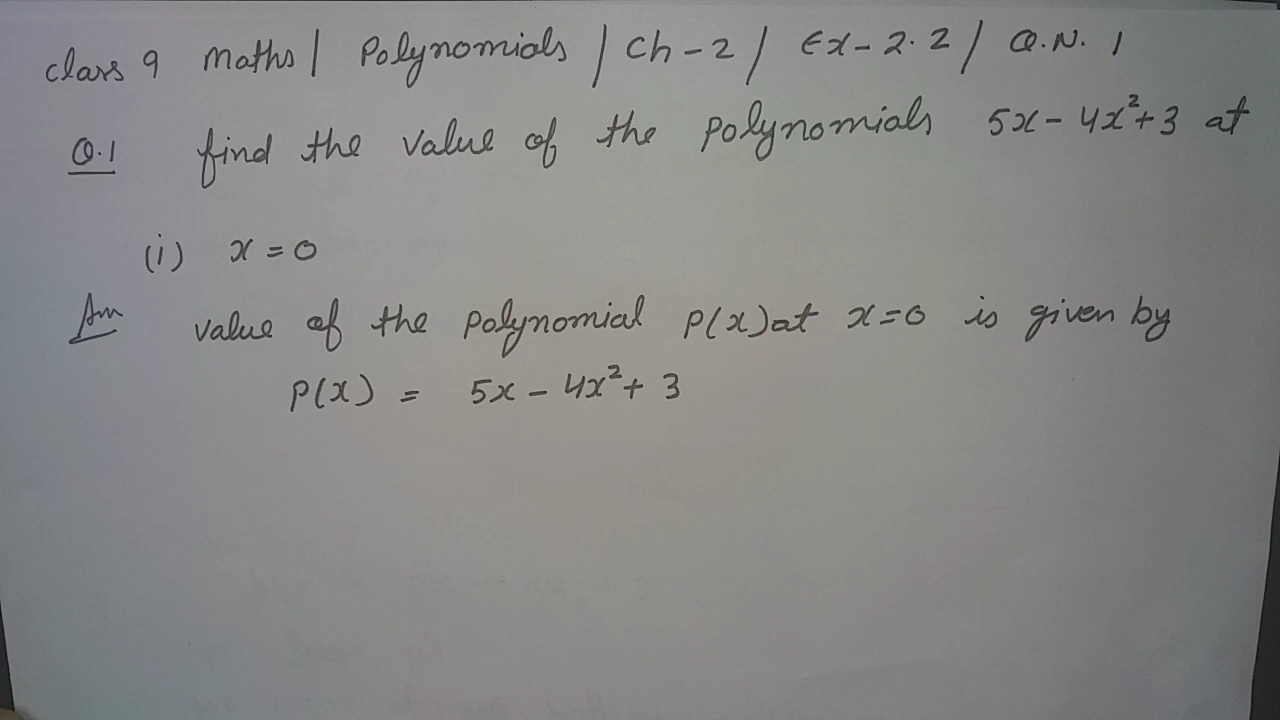 class 9 Maths | Polynomials | Ch-2 | Ex-2.2 | Q.N. 1
Q.1 find the value of the polynomials 5x - 4x²+3 at
(i) x = 0
Ans value of the polynomial P(x) at x=0 is given by
P(x) = 5x - 4x² + 3